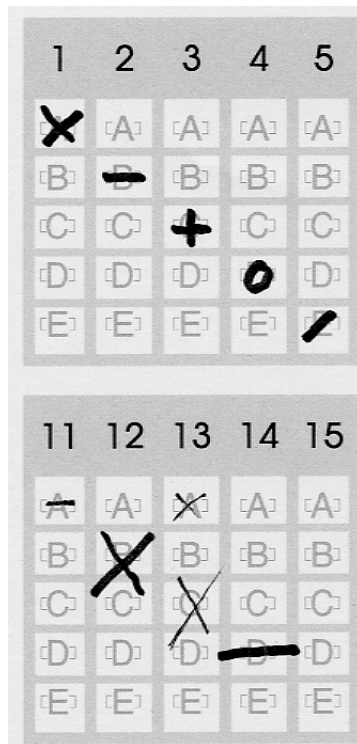 1 2 3 4 5
[A] [A] [A] [A]
[B] [B] [B] [B] [B]
[C] [C] [C] [C]
[D] [D] [D] [D]
[E] [E] [E] [E]
11 12 13 14 15
[A] [A] [A] [A] [A]
[B] [B] [B] [B]
[C] [C] [C] [C] [C]
[D] [D] [D] [D] [D]
[E] [E] [E] [E] [E]